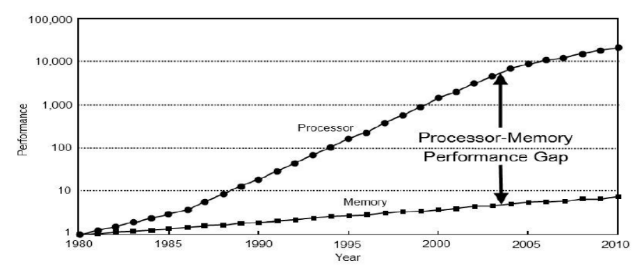 100,000
10,000
1,000
100
10
1
Performance
Processor
Processor-Memory
Performance Gap
Memory
1980 1985 1990 1995 2000 2005 2010
Year